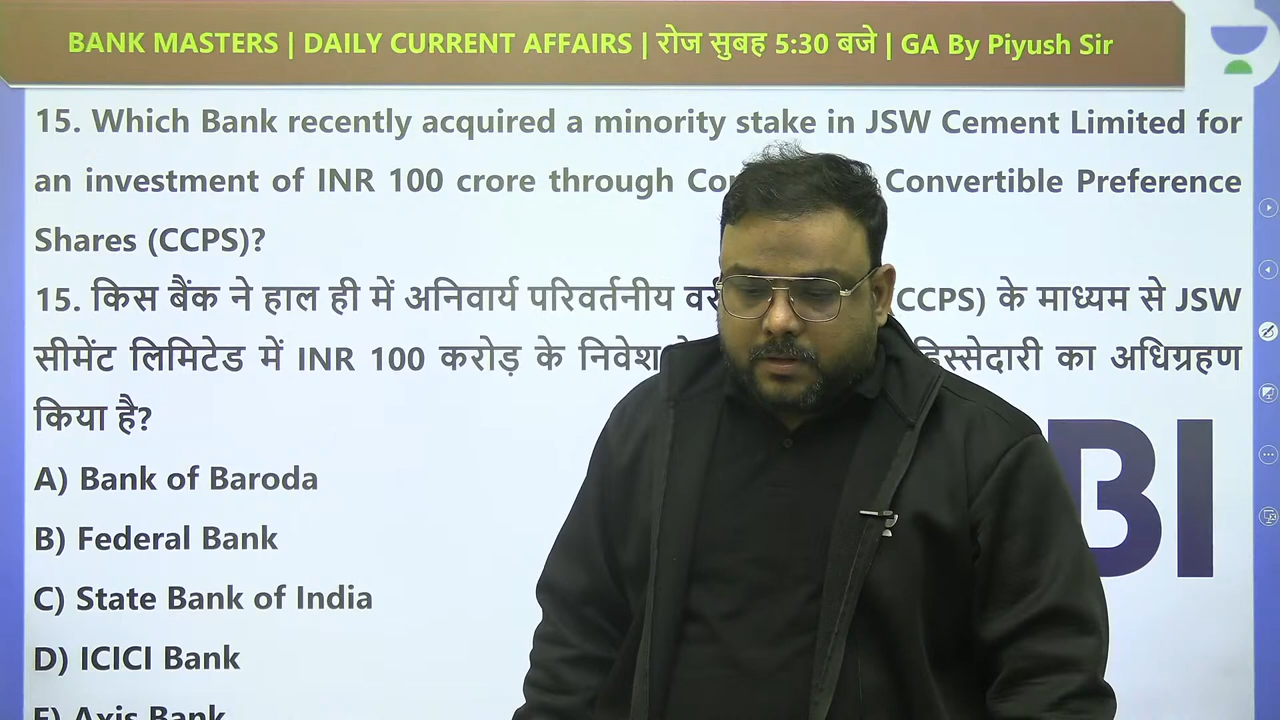 BANK MASTERS | DAILY CURRENT AFFAIRS | रोज सुबह 5:30 बजे | GA By Piyush Sir
15. Which Bank recently acquired a minority stake in JSW Cement Limited for
an investment of INR 100 crore through Convertible Preference
Shares (CCPS)?
15. किस बैंक ने हाल ही में अनिवार्य परिवर्तनीय (CCPS) के माध्यम से JSW
सीमेंट लिमिटेड में INR 100 करोड़ के निवेश हिस्सेदारी का अधिग्रहण
किया है?
A) Bank of Baroda
B) Federal Bank
C) State Bank of India
D) ICICI Bank
E) Axis Bank
BI